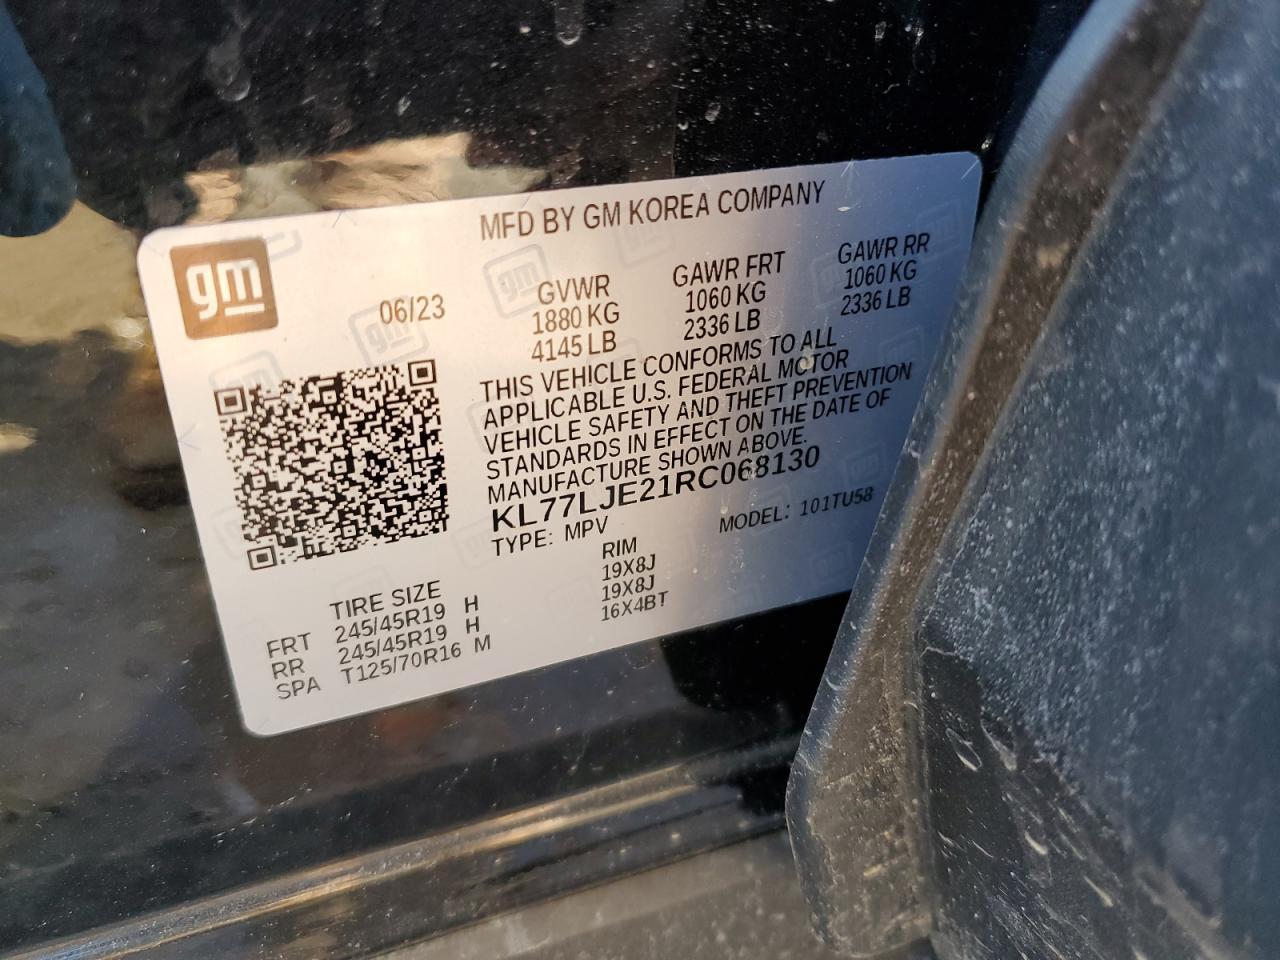 MFD BY GM KOREA COMPANY
gm
06/23
GVWR GAWR FRT GAWR RR
1880 KG 1060 KG 1060 KG
4145 LB 2336 LB 2336 LB
THIS VEHICLE CONFORMS TO ALL
APPLICABLE U.S. FEDERAL MOTOR
VEHICLE SAFETY AND THEFT PREVENTION
STANDARDS IN EFFECT ON THE DATE OF
MANUFACTURE SHOWN ABOVE.
KL77LJE21RC068130
TYPE: MPV MODEL: 101TU58
TIRE SIZE RIM
FRT 245/45R19 H 19X8J
RR 245/45R19 H 19X8J
SPA T125/70R16 M 16X4BT